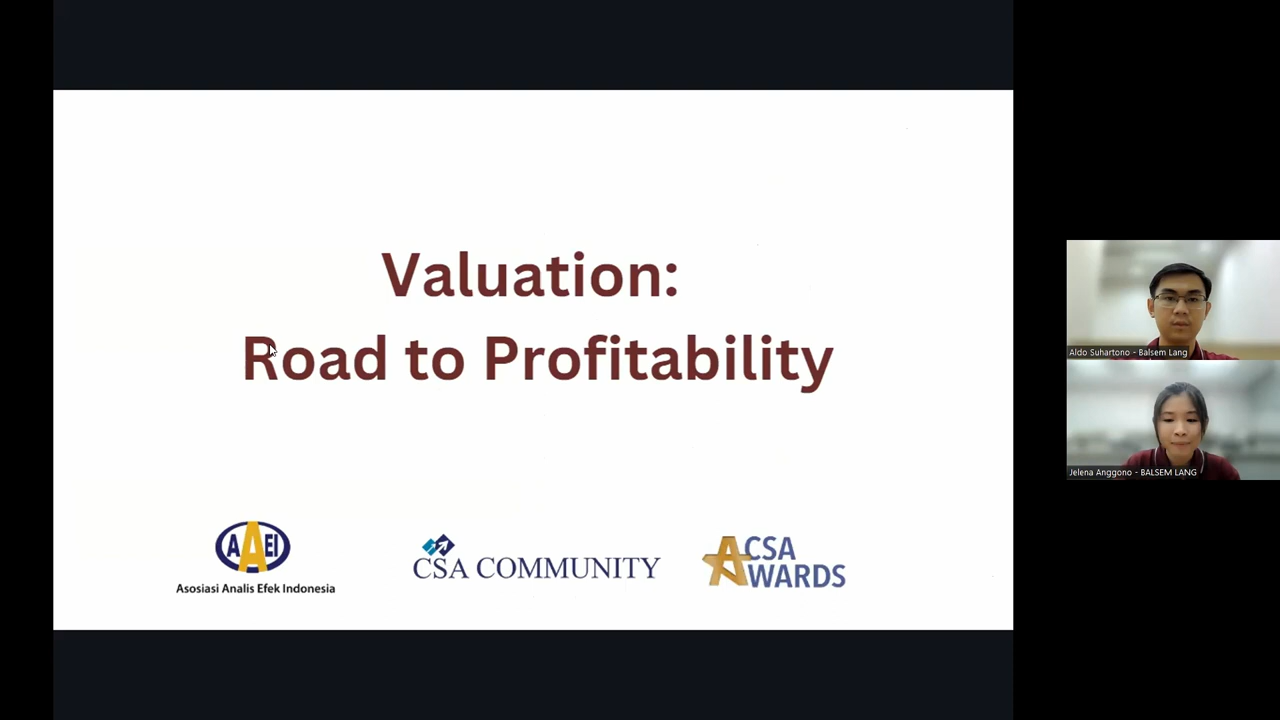 Valuation:
Road to Profitability
AAEI
Asosiasi Analis Efek Indonesia
CSA COMMUNITY
CSA
AWARDS
Aldo Suhartono - Balsem Lang
Jelena Anggono - BALSEM LANG